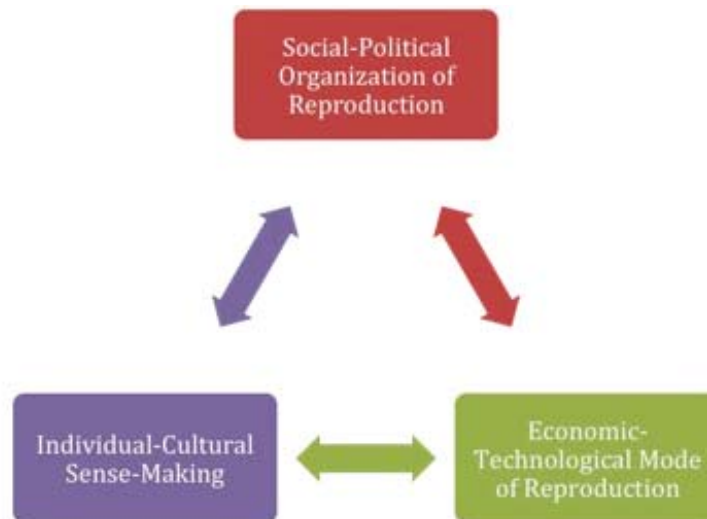 Social-Political
Organization of
Reproduction
Individual-Cultural
Sense-Making
Economic-
Technological Mode
of Reproduction